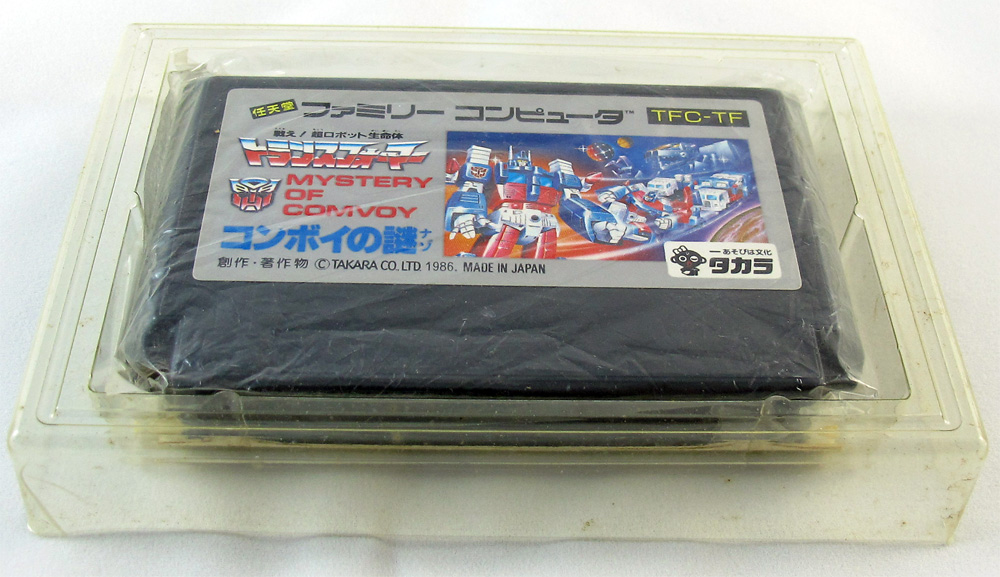 任天堂 ファミリー コンピュータ™ TFC-TF
戦え!超ロボット生命体
トランスフォーマー
MYSTERY
OF
COMVOY
コンボイの謎
ナゾ
創作・著作物 ©TAKARA CO.,LTD. 1986. MADE IN JAPAN
ーあそびは文化
タカラ